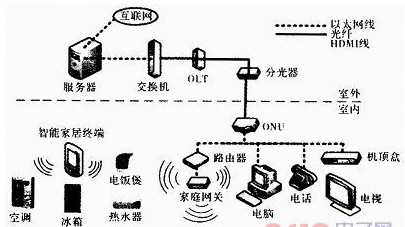 互联网
以太网线
光纤
HDMI线
服务器
交换机
OLT
分光器
室外
室内
ONU
智能家居终端
路由器
机顶盒
电饭煲
家庭网关
电脑
电话
电视
空调
冰箱
热水器